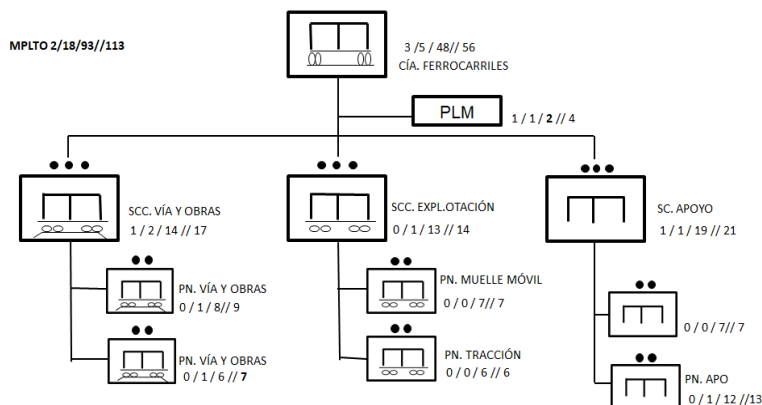 MPLTO 2/18/93//113
3 /5 / 48// 56
CÍA. FERROCARRILES
PLM
1 / 1 / 2 // 4
SCC. VÍA Y OBRAS
1 / 2 / 14 // 17
SCC. EXPL.OTACIÓN
0 / 1 / 13 // 14
SC. APOYO
1 / 1 / 19 // 21
PN. VÍA Y OBRAS
0 / 1 / 8// 9
PN. MUELLE MÓVIL
0 / 0 / 7// 7
0 / 0 / 7// 7
PN. VÍA Y OBRAS
0 / 1 / 6 // 7
PN. TRACCIÓN
0 / 0 / 6 // 6
PN. APO
0 / 1 / 12 //13